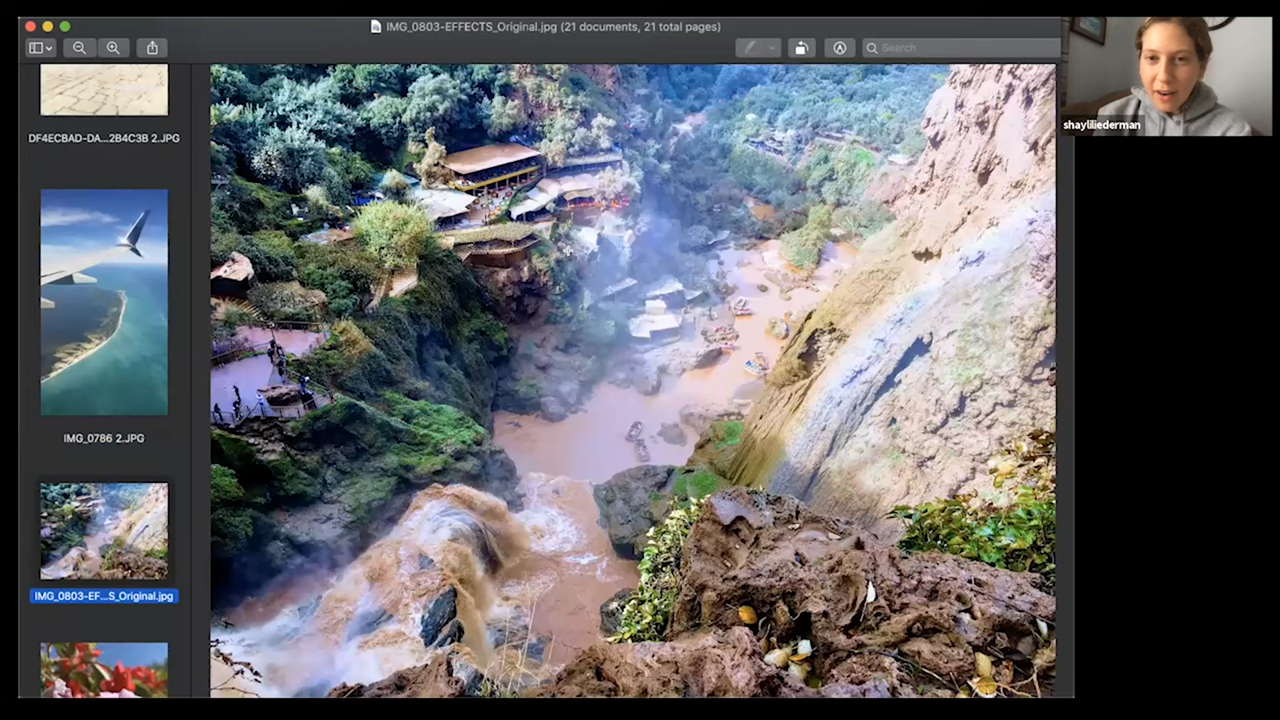 IMG_0803-EFFECTS_Original.jpg (21 documents, 21 total pages)
Search
shayliliederman
DF4ECBAD-DA...2B4C3B 2.JPG
IMG_0786 2.JPG
IMG_0803-EF...S_Original.jpg